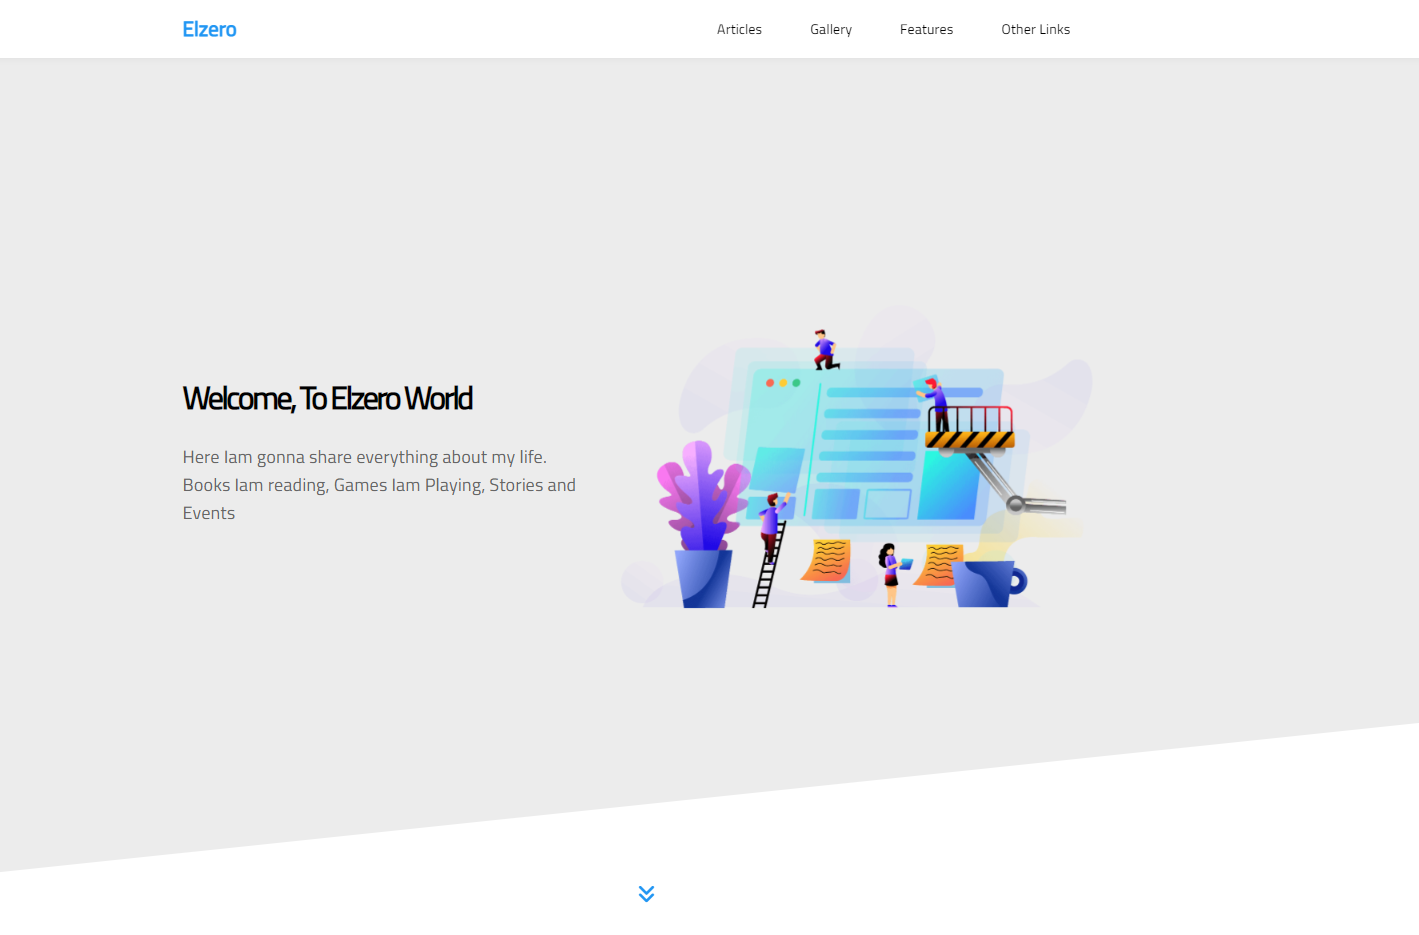 Elzero
Articles Gallery Features Other Links
Welcome, To Elzero World
Here Iam gonna share everything about my life.
Books Iam reading, Games Iam Playing, Stories and
Events